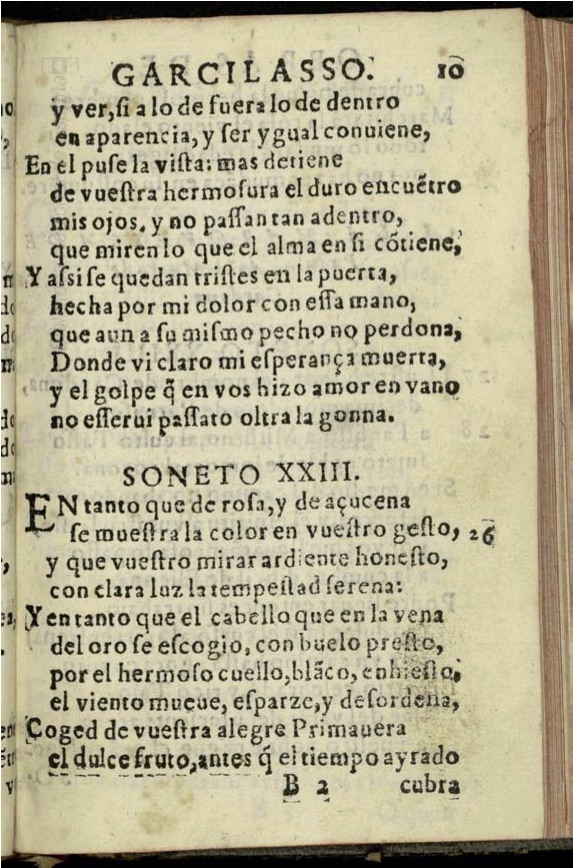 GARCILASSO. 10
y ver, si a lo de fuera lo de dentro
en aparencia, y ser ygual conuiene,
En el puse la vista: mas detiene
de vuestra hermosura el duro encuẽtro
mis ojos, y no passan tan adentro,
que miren lo que el alma en si cõtiene,
Y assi se quedan tristes en la puerta,
hecha por mi dolor con essa mano,
que aun a su mismo pecho no perdona,
Donde vi claro mi esperança muerta,
y el golpe q̃ en vos hizo amor en vano
no esserui passato oltra la gonna.
SONETO XXIII.
EN tanto que de rosa, y de açucena
se muestra la color en vuestro gesto, 26
y que vuestro mirar ardiente honesto,
con clara luz la tempestad serena:
Y en tanto que el cabello que en la vena
del oro se escogio, con buelo presto,
por el hermoso cuello, blãco, enhiesto,
el viento mueue, esparze, y desordena,
Coged de vuestra alegre Primauera
el dulce fruto, antes q̃ el tiempo ayrado
B 2 cubra